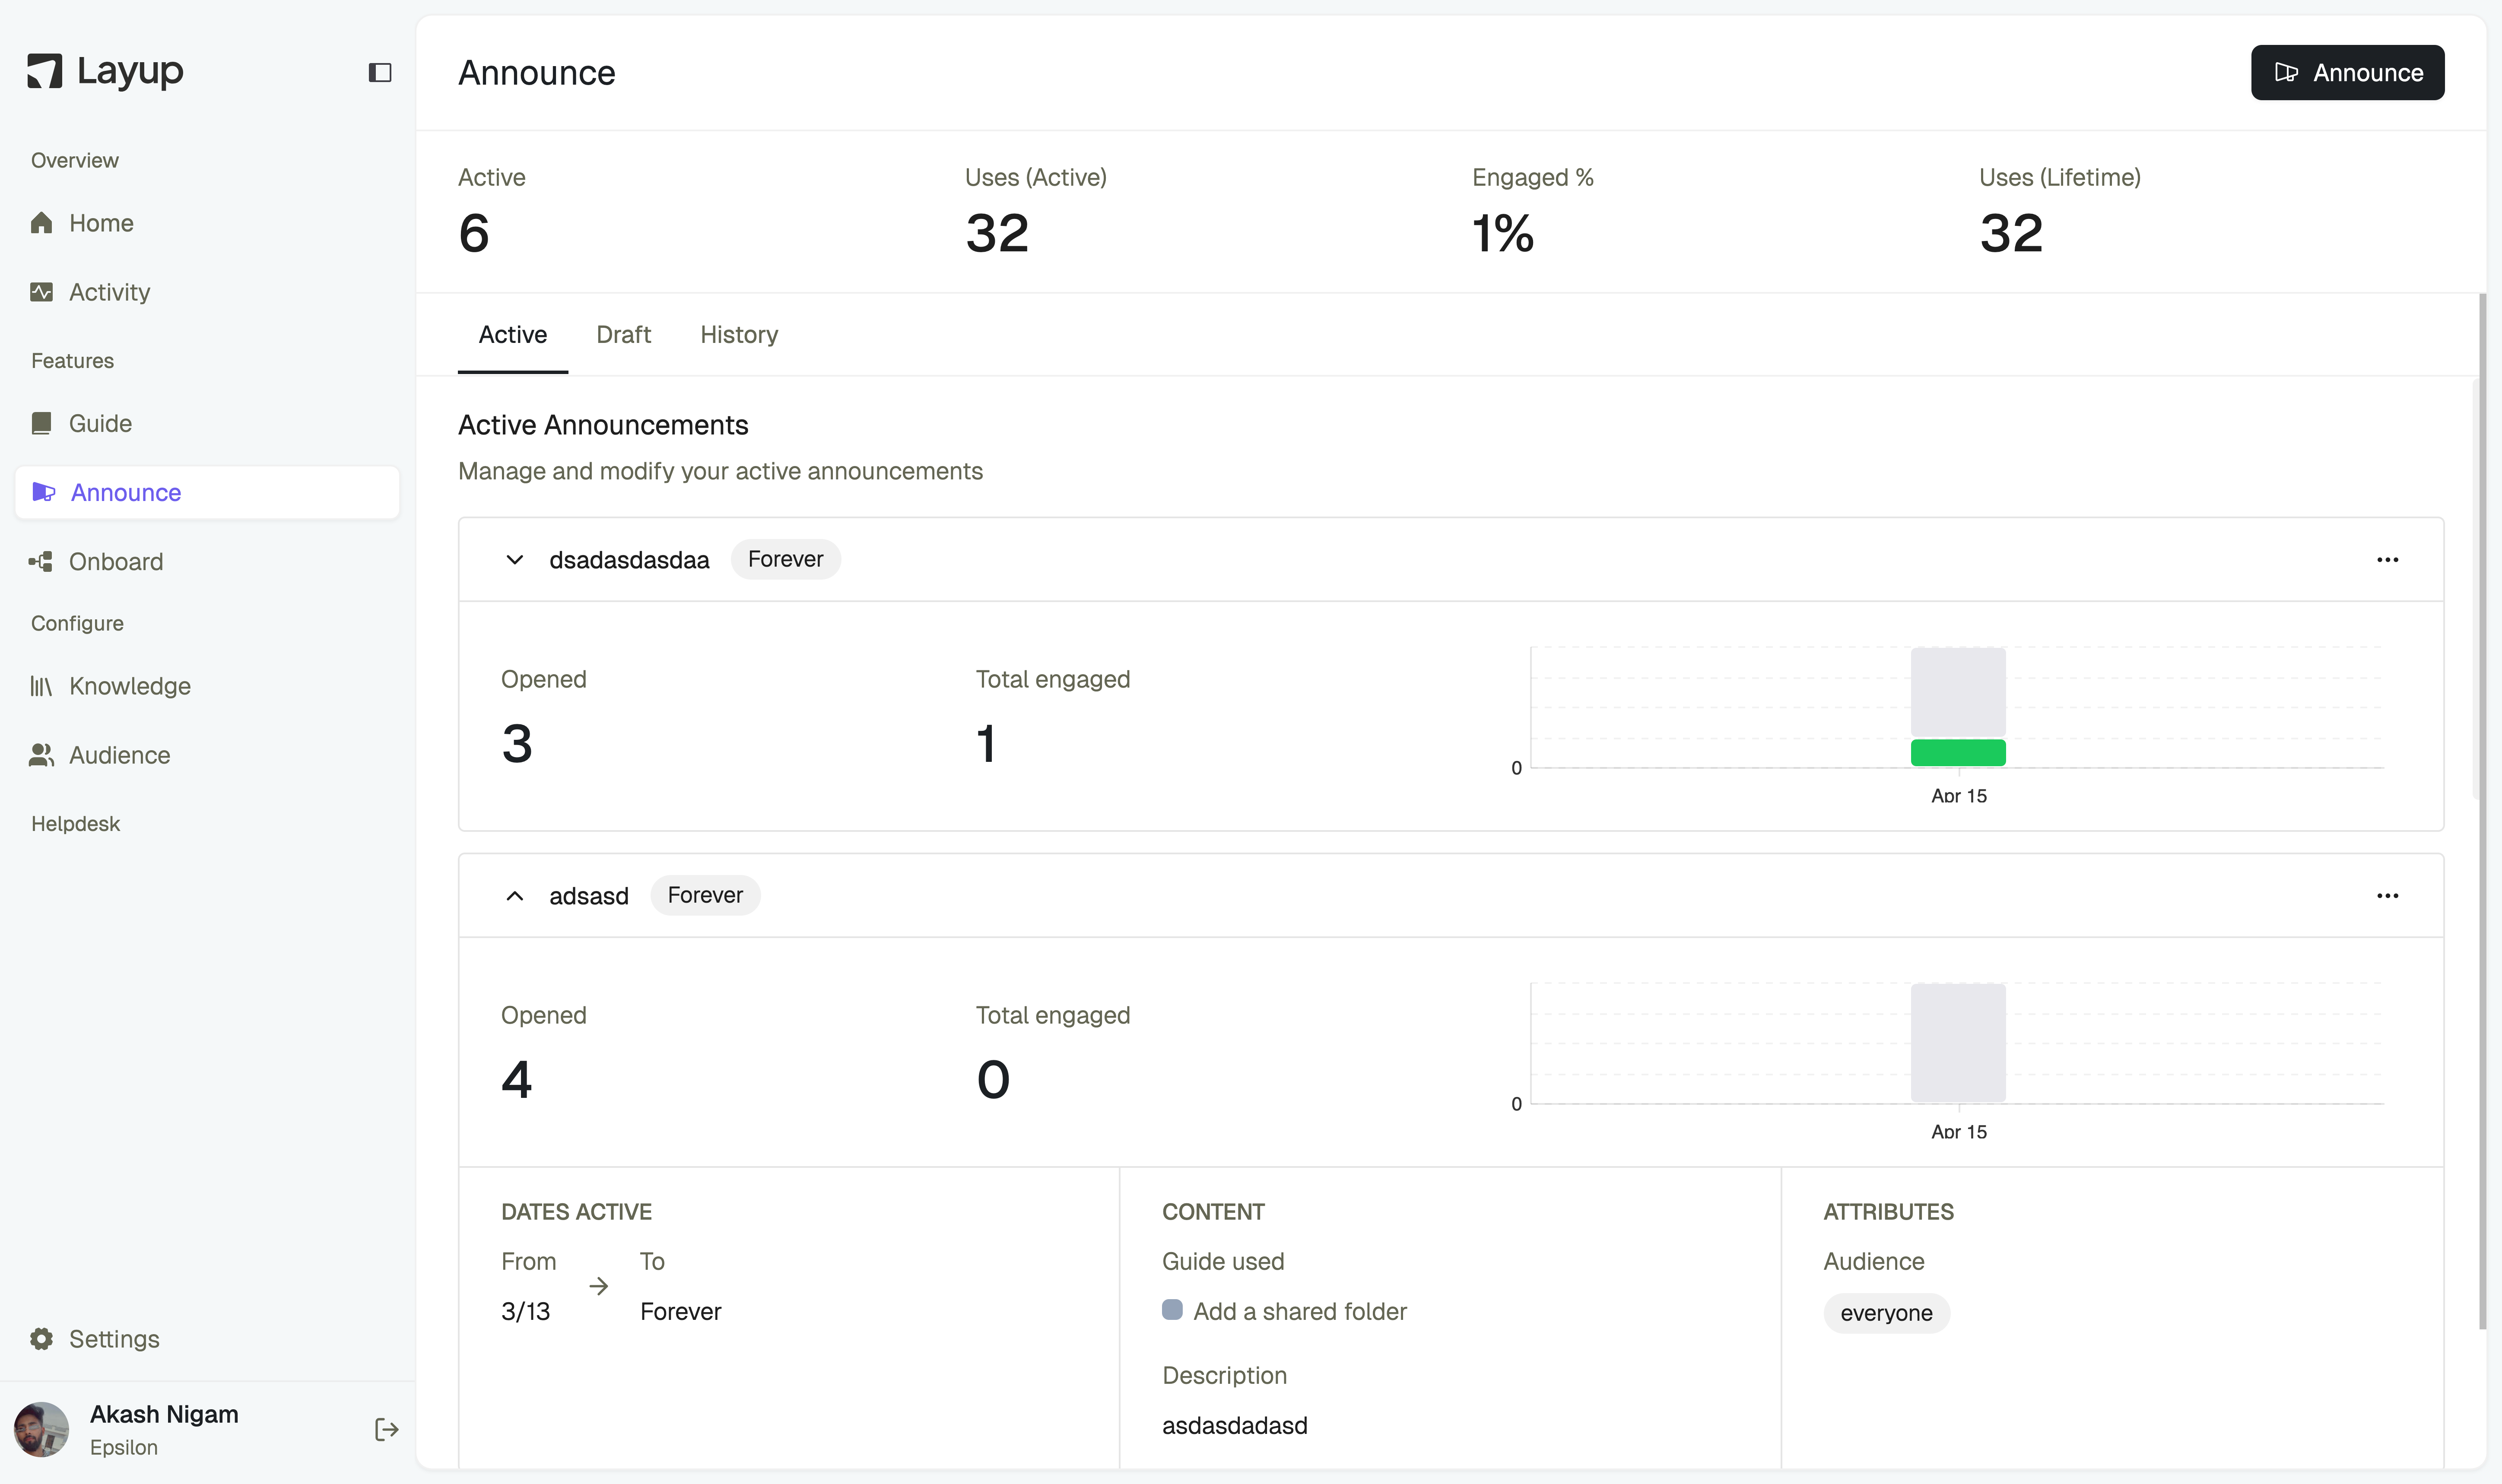 Layup
Overview
Home
Activity
Features
Guide
Announce
Onboard
Configure
Knowledge
Audience
Helpdesk
Settings
Akash Nigam
Epsilon
Announce
Announce
Active
Uses (Active)
Engaged %
Uses (Lifetime)
6
32
1%
32
Active
Draft
History
Active Announcements
Manage and modify your active announcements
dsadasdasdaa
Forever
Opened
Total engaged
3
1
0
Apr 15
adsasd
Forever
Opened
Total engaged
4
0
0
Apr 15
DATES ACTIVE
From
To
3/13
Forever
CONTENT
Guide used
Add a shared folder
Description
asdasdadasd
ATTRIBUTES
Audience
everyone